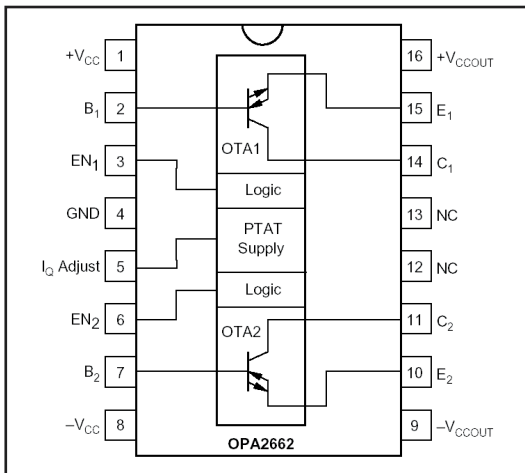 +VCC 1 16 +VCCOUT
B1 2 15 E1
OTA1
EN1 3 14 C1
Logic
GND 4 13 NC
PTAT
Supply
IQ Adjust 5 12 NC
Logic
EN2 6 11 C2
OTA2
B2 7 10 E2
–VCC 8 9 –VCCOUT
OPA2662